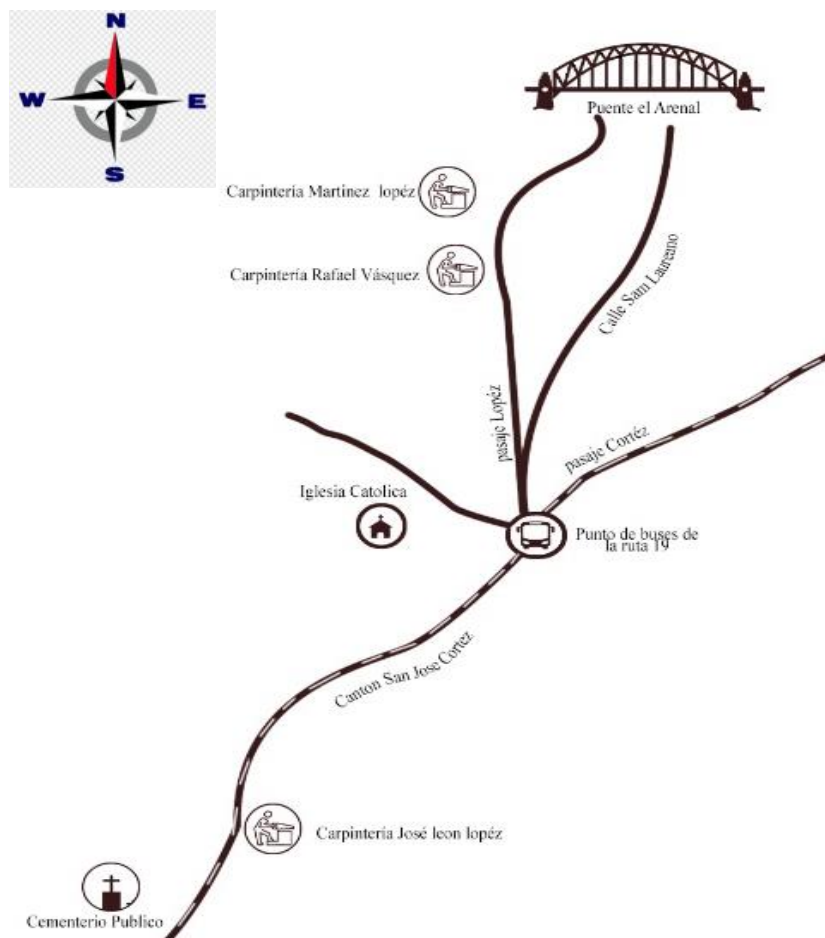 N
W
E
S
Puente el Arenal
Carpintería Martinez lopéz
Carpintería Rafael Vásquez
Calle Sam Laureano
pasaje Lopéz
pasaje Cortéz
Iglesia Catolica
Punto de buses de
la ruta 19
Canton San Jose Cortez
Carpintería José leon lopéz
Cementerio Publico